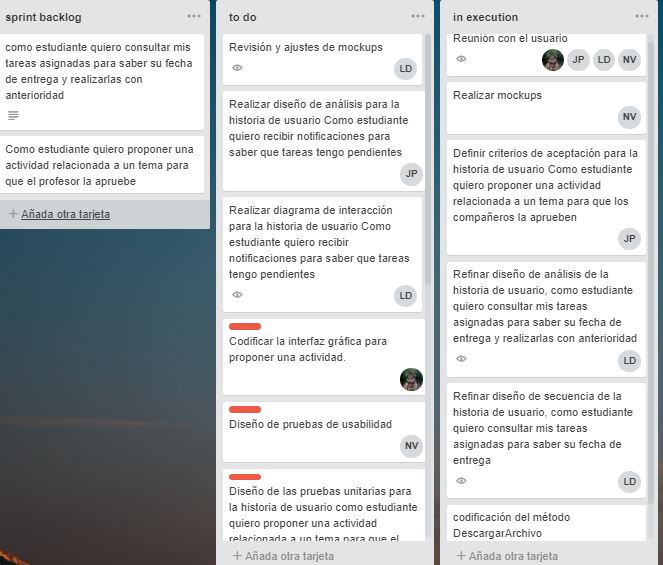 sprint backlog
como estudiante quiero consultar mis
tareas asignadas para saber su fecha
de entrega y realizarlas con
anterioridad
Como estudiante quiero proponer una
actividad relacionada a un tema para
que el profesor la apruebe
+ Añada otra tarjeta
to do
Revisión y ajustes de mockups
LD
Realizar diseño de análisis para la
historia de usuario Como estudiante
quiero recibir notificaciones para
saber que tareas tengo pendientes
JP
Realizar diagrama de interacción
para la historia de usuario Como
estudiante quiero recibir
notificaciones para saber que tareas
tengo pendientes
LD
Codificar la interfaz gráfica para
proponer una actividad.
Diseño de pruebas de usabilidad
NV
Diseño de las pruebas unitarias para
la historia de usuario como estudiante
quiero proponer una actividad
relacionada a un tema para que el
+ Añada otra tarjeta
in execution
Reunión con el usuario
JP LD NV
Realizar mockups
NV
Definir criterios de aceptación para la
historia de usuario Como estudiante
quiero proponer una actividad
relacionada a un tema para que los
compañeros la aprueben
JP
Refinar diseño de análisis de la
historia de usuario, como estudiante
quiero consultar mis tareas
asignadas para saber su fecha de
entrega y realizarlas con anterioridad
LD
Refinar diseño de secuencia de la
historia de usuario, como estudiante
quiero consultar mis tareas
asignadas para saber su fecha de
entrega
LD
codificación del método
DescargarArchivo
+ Añada otra tarjeta